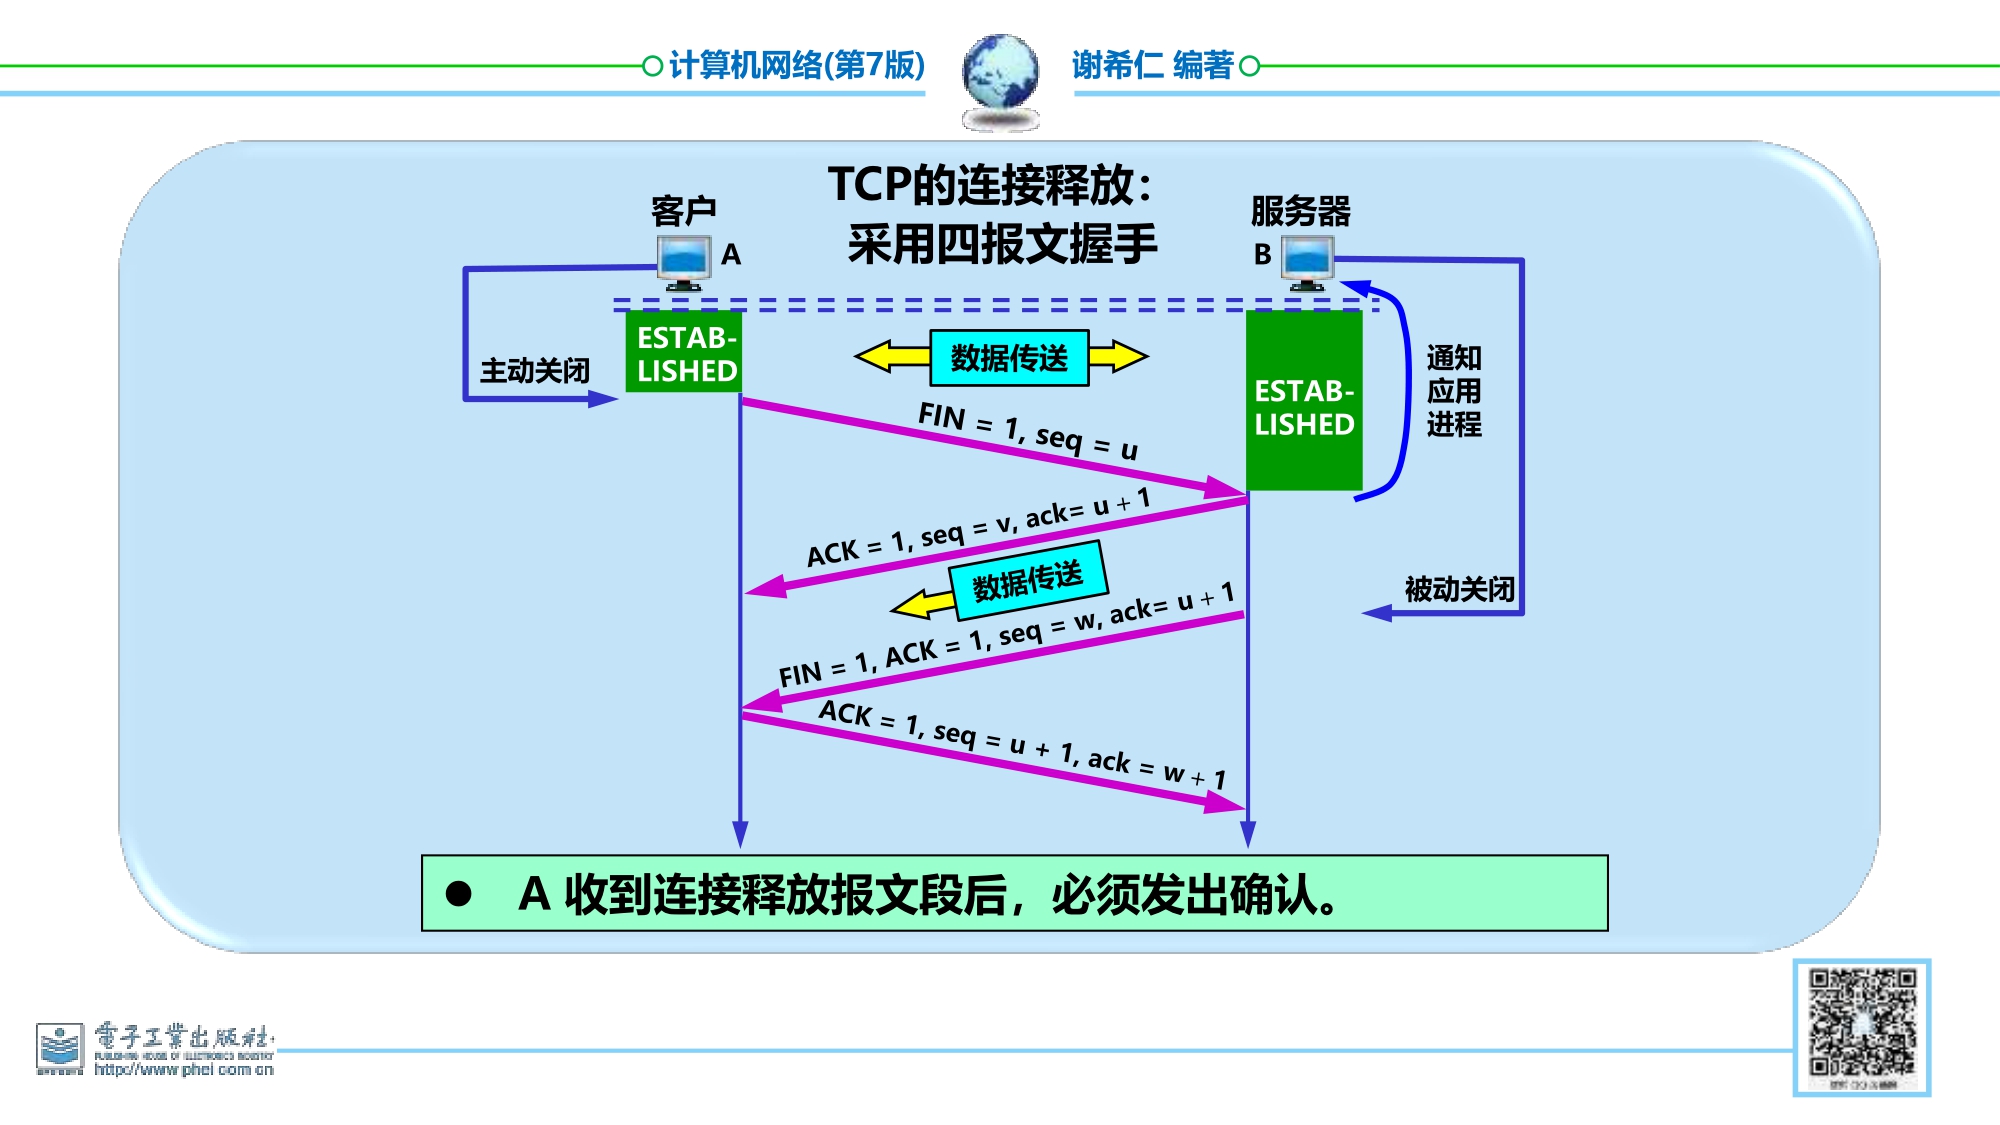 计算机网络(第7版)
谢希仁 编著
TCP的连接释放：
采用四报文握手
客户
A
服务器
B
ESTAB-
LISHED
主动关闭
数据传送
ESTAB-
LISHED
通知
应用
进程
FIN = 1, seq = u
ACK = 1, seq = v, ack= u + 1
数据传送
被动关闭
FIN = 1, ACK = 1, seq = w, ack= u + 1
ACK = 1, seq = u + 1, ack = w + 1
● A 收到连接释放报文段后，必须发出确认。
電子工業出版社
PUBLISHING HOUSE OF ELECTRONICS INDUSTRY
http://www.phei.com.cn